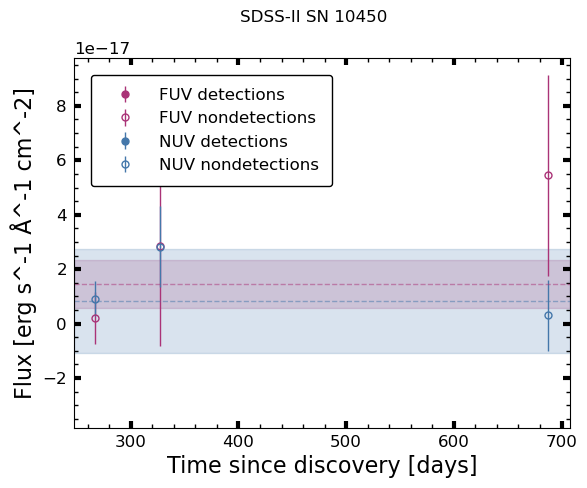 SDSS-II SN 10450
1e−17
FUV detections
FUV nondetections
NUV detections
NUV nondetections
8
6
4
2
0
−2
Flux [erg s^-1 Å^-1 cm^-2]
300 400 500 600 700
Time since discovery [days]